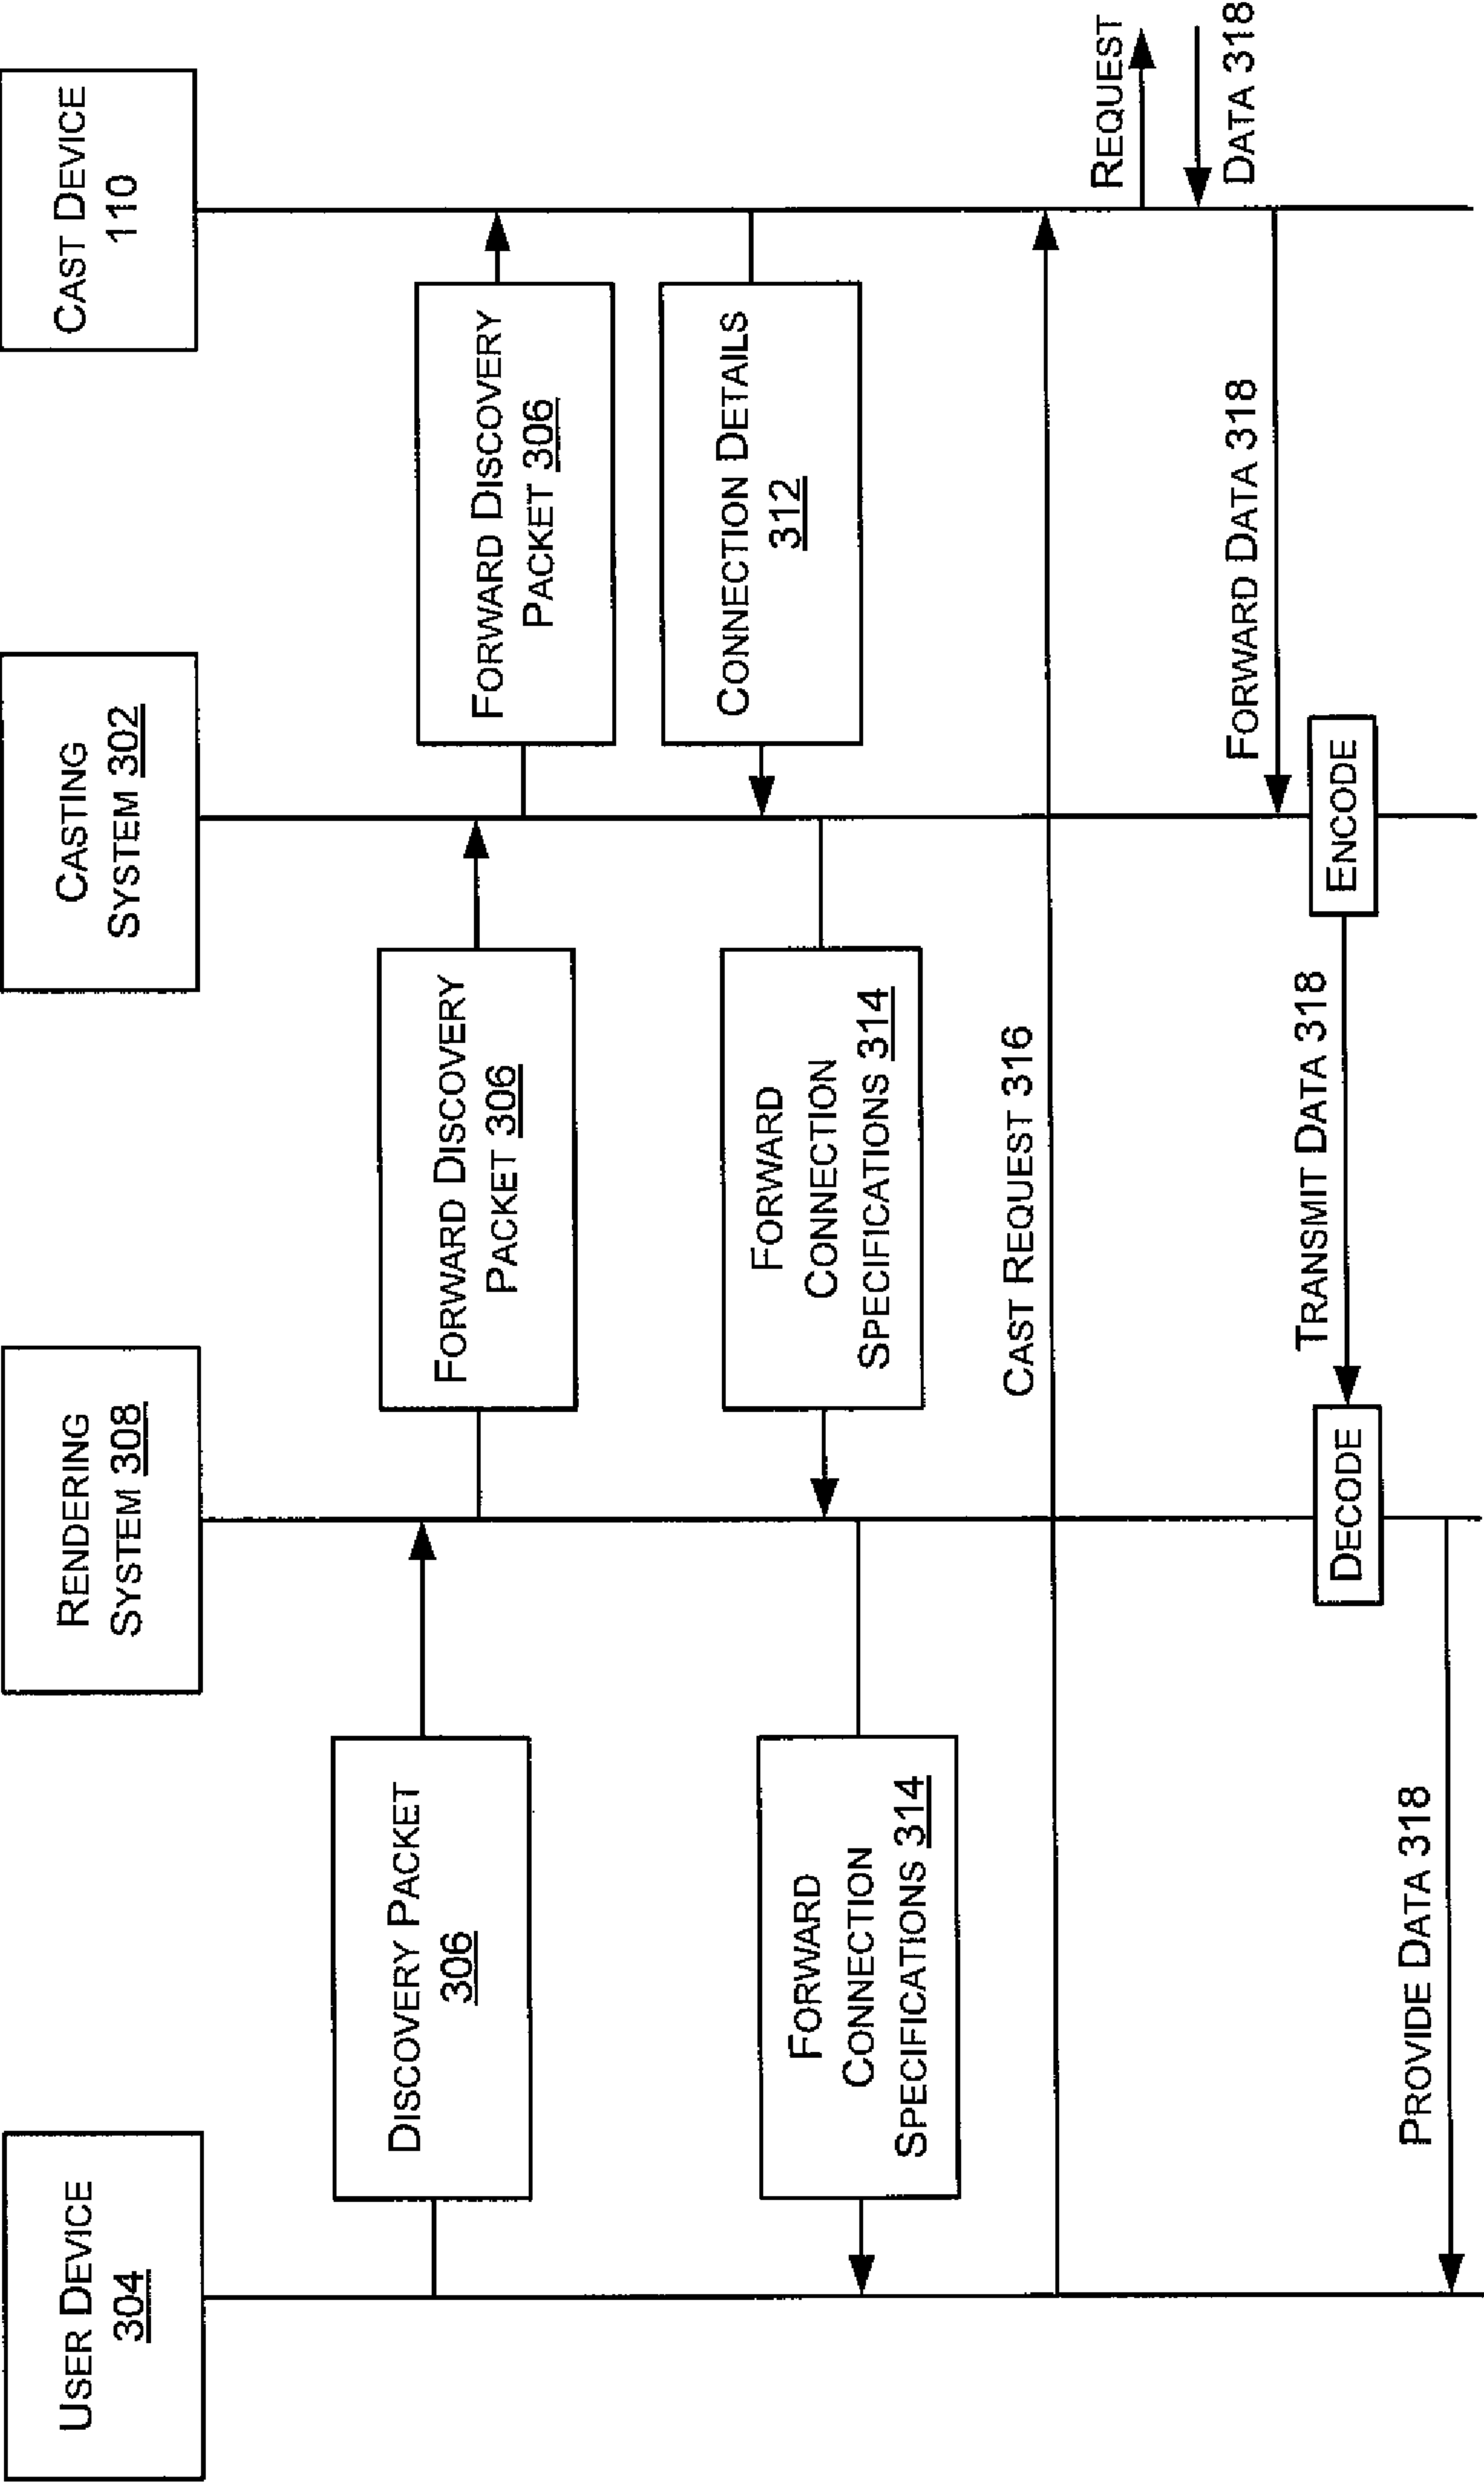 USER DEVICE
304
RENDERING
SYSTEM 308
CASTING
SYSTEM 302
CAST DEVICE
110
DISCOVERY PACKET
306
FORWARD DISCOVERY
PACKET 306
FORWARD DISCOVERY
PACKET 306
CONNECTION DETAILS
312
FORWARD
CONNECTION
SPECIFICATIONS 314
FORWARD
CONNECTION
SPECIFICATIONS 314
CAST REQUEST 316
REQUEST
DATA 318
FORWARD DATA 318
ENCODE
TRANSMIT DATA 318
DECODE
PROVIDE DATA 318